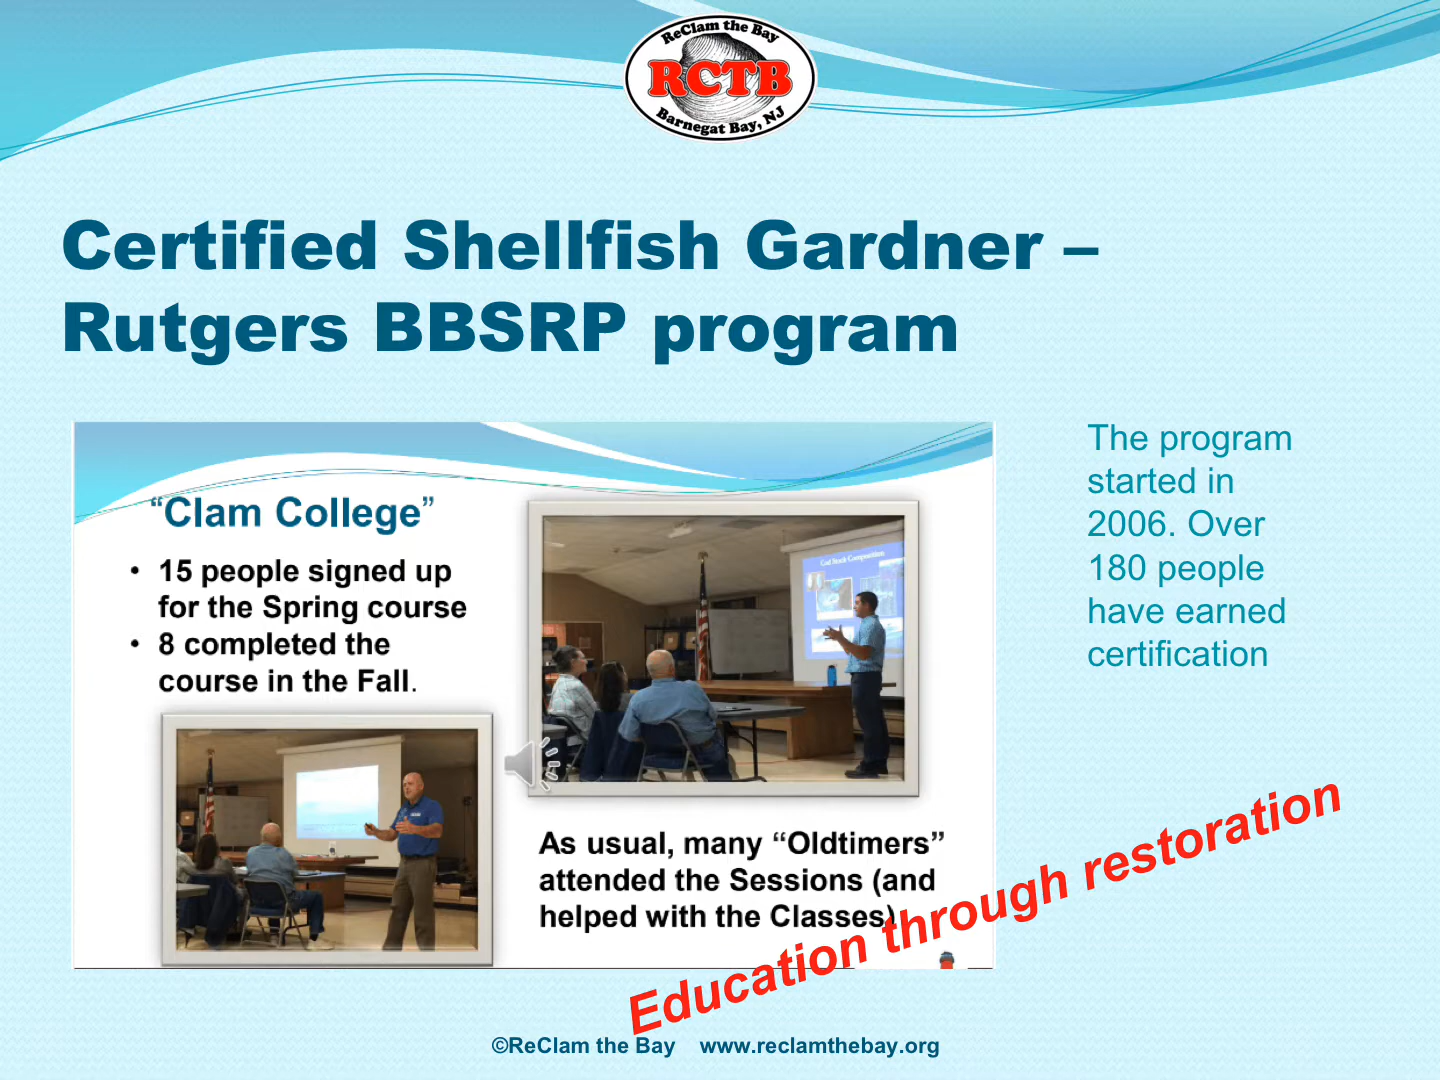 ReClam the Bay
RCTB
Barnegat Bay, NJ
Certified Shellfish Gardner –
Rutgers BBSRP program
“Clam College”
• 15 people signed up
for the Spring course
• 8 completed the
course in the Fall.
As usual, many “Oldtimers”
attended the Sessions (and
helped with the Classes)
The program
started in
2006. Over
180 people
have earned
certification
Education through restoration
©ReClam the Bay www.reclamthebay.org